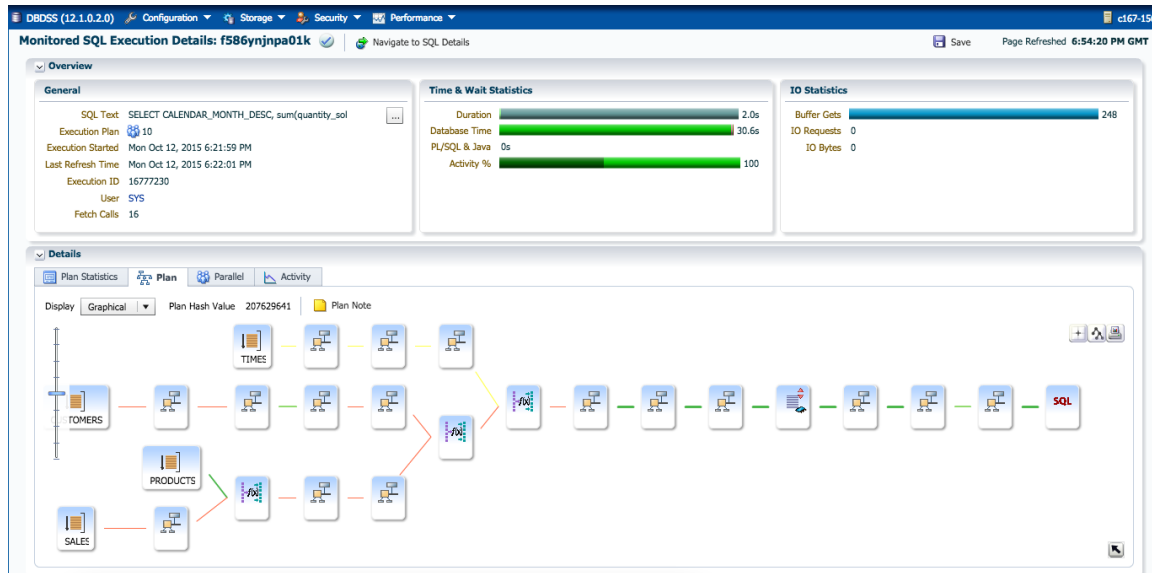 DBDSS (12.1.0.2.0) Configuration Storage Security Performance c167-15
Monitored SQL Execution Details: f586ynjnpa01k Navigate to SQL Details Save Page Refreshed 6:54:20 PM GMT
Overview
General
SQL Text SELECT CALENDAR_MONTH_DESC, sum(quantity_sol ...
Execution Plan 10
Execution Started Mon Oct 12, 2015 6:21:59 PM
Last Refresh Time Mon Oct 12, 2015 6:22:01 PM
Execution ID 16777230
User SYS
Fetch Calls 16
Time & Wait Statistics
Duration 2.0s
Database Time 30.6s
PL/SQL & Java 0s
Activity % 100
IO Statistics
Buffer Gets 248
IO Requests 0
IO Bytes 0
Details
Plan Statistics Plan Parallel Activity
Display Graphical Plan Hash Value 207629641 Plan Note
TIMES
TOMERS
PRODUCTS
SALES
f(x)
f(x)
f(x)
SQL